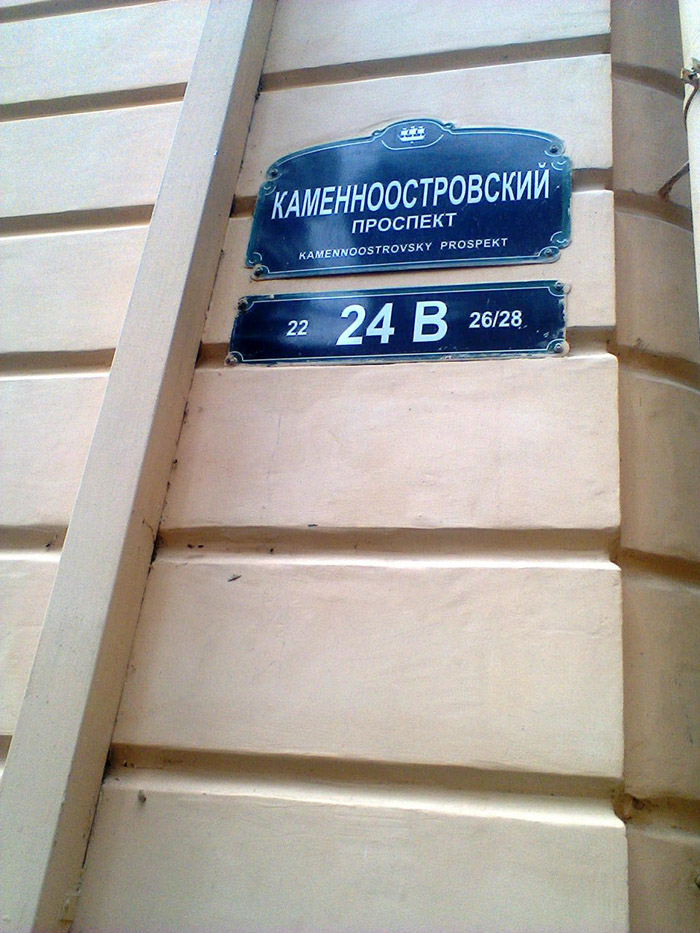 КАМЕННООСТРОВСКИЙ
ПРОСПЕКТ
KAMENNOOSTROVSKY PROSPEKT
22 24 В 26/28